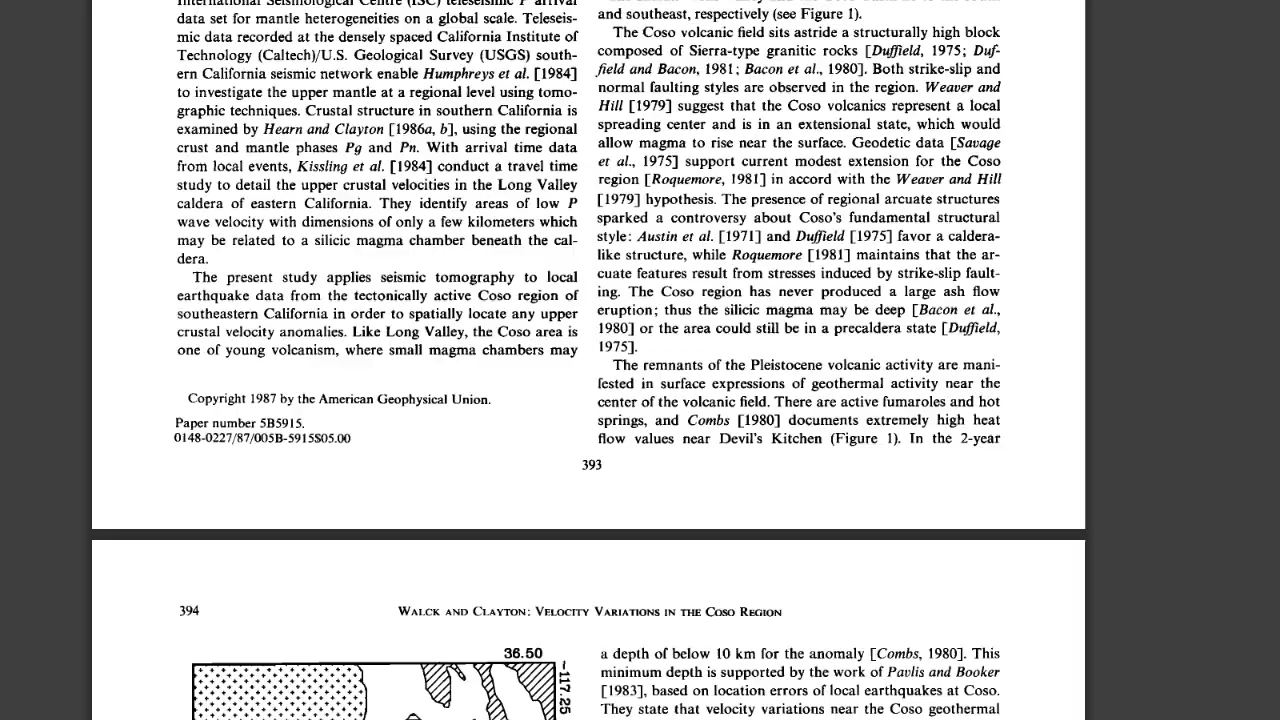 International Seismological Centre (ISC) teleseismic P arrival
data set for mantle heterogeneities on a global scale. Teleseis-
mic data recorded at the densely spaced California Institute of
Technology (Caltech)/U.S. Geological Survey (USGS) south-
ern California seismic network enable Humphreys et al. [1984]
to investigate the upper mantle at a regional level using tomo-
graphic techniques. Crustal structure in southern California is
examined by Hearn and Clayton [1986a, b], using the regional
crust and mantle phases Pg and Pn. With arrival time data
from local events, Kissling et al. [1984] conduct a travel time
study to detail the upper crustal velocities in the Long Valley
caldera of eastern California. They identify areas of low P
wave velocity with dimensions of only a few kilometers which
may be related to a silicic magma chamber beneath the cal-
dera.
The present study applies seismic tomography to local
earthquake data from the tectonically active Coso region of
southeastern California in order to spatially locate any upper
crustal velocity anomalies. Like Long Valley, the Coso area is
one of young volcanism, where small magma chambers may
Copyright 1987 by the American Geophysical Union.
Paper number 5B5915.
0148-0227/87/005B-5915$05.00
and southeast, respectively (see Figure 1).
The Coso volcanic field sits astride a structurally high block
composed of Sierra-type granitic rocks [Duffield, 1975; Duf-
field and Bacon, 1981; Bacon et al., 1980]. Both strike-slip and
normal faulting styles are observed in the region. Weaver and
Hill [1979] suggest that the Coso volcanics represent a local
spreading center and is in an extensional state, which would
allow magma to rise near the surface. Geodetic data [Savage
et al., 1975] support current modest extension for the Coso
region [Roquemore, 1981] in accord with the Weaver and Hill
[1979] hypothesis. The presence of regional arcuate structures
sparked a controversy about Coso's fundamental structural
style: Austin et al. [1971] and Duffield [1975] favor a caldera-
like structure, while Roquemore [1981] maintains that the ar-
cuate features result from stresses induced by strike-slip fault-
ing. The Coso region has never produced a large ash flow
eruption; thus the silicic magma may be deep [Bacon et al.,
1980] or the area could still be in a precaldera state [Duffield,
1975].
The remnants of the Pleistocene volcanic activity are mani-
fested in surface expressions of geothermal activity near the
center of the volcanic field. There are active fumaroles and hot
springs, and Combs [1980] documents extremely high heat
flow values near Devil's Kitchen (Figure 1). In the 2-year
393
394
WALCK AND CLAYTON: VELOCITY VARIATIONS IN THE COSO REGION
36.50
-117.25
a depth of below 10 km for the anomaly [Combs, 1980]. This
minimum depth is supported by the work of Pavlis and Booker
[1983], based on location errors of local earthquakes at Coso.
They state that velocity variations near the Coso geothermal